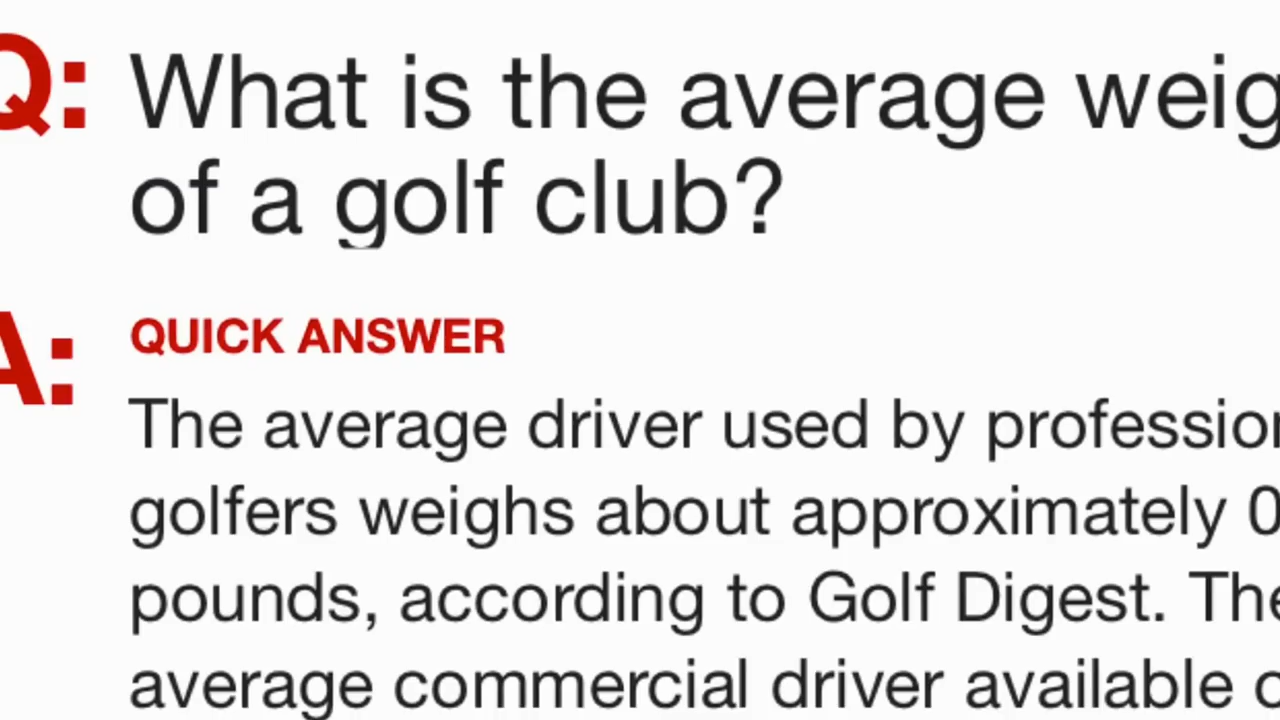 Q: What is the average weig
of a golf club?
A: QUICK ANSWER
The average driver used by profession
golfers weighs about approximately 0
pounds, according to Golf Digest. The
average commercial driver available o